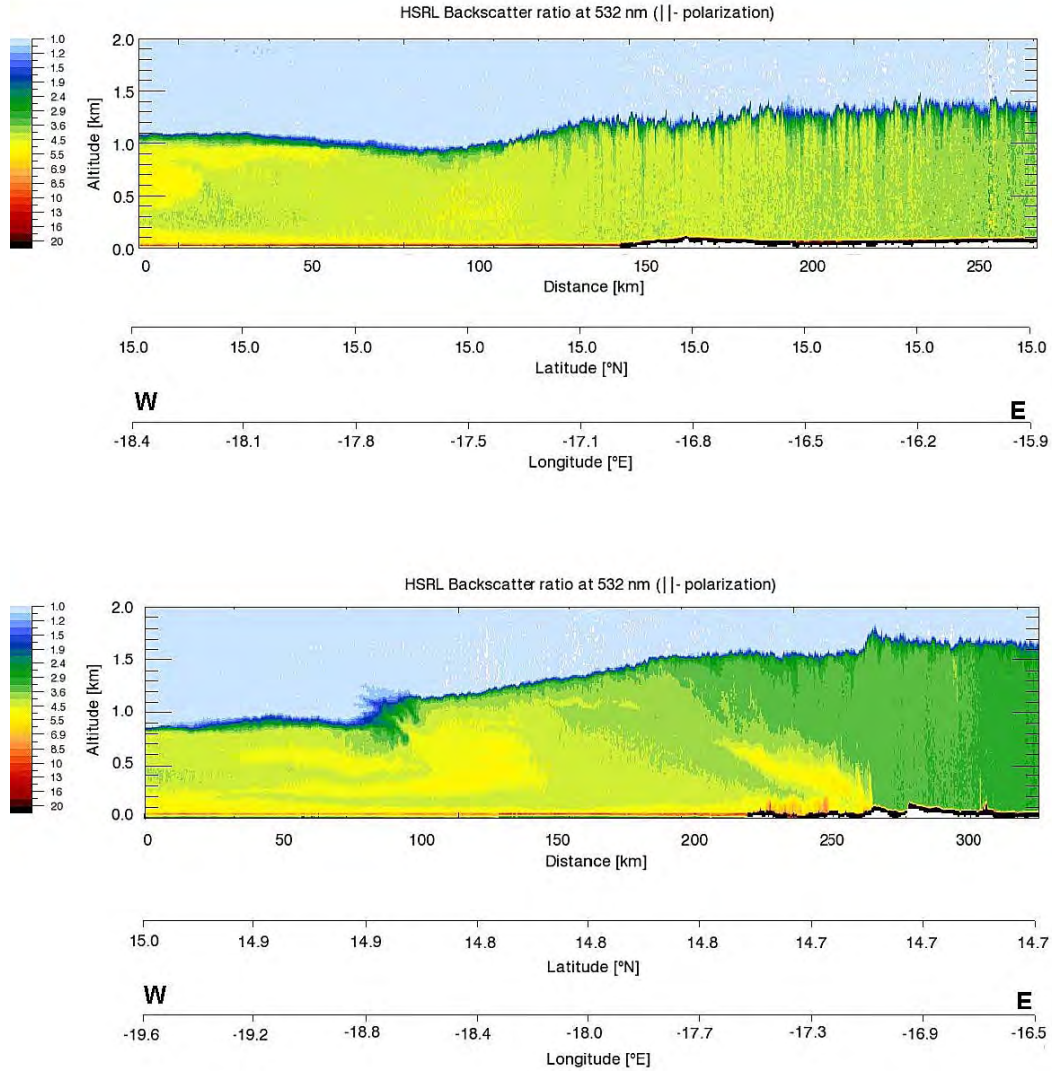 HSRL Backscatter ratio at 532 nm (||- polarization)
1.0
1.2
1.5
1.9
2.4
2.9
3.6
4.5
5.5
6.9
8.5
10
13
16
20
Altitude [km]
2.0
1.5
1.0
0.5
0.0
0 50 100 150 200 250
Distance [km]
15.0 15.0 15.0 15.0 15.0 15.0 15.0 15.0 15.0
Latitude [°N]
W E
-18.4 -18.1 -17.8 -17.5 -17.1 -16.8 -16.5 -16.2 -15.9
Longitude [°E]
HSRL Backscatter ratio at 532 nm (||- polarization)
1.0
1.2
1.5
1.9
2.4
2.9
3.6
4.5
5.5
6.9
8.5
10
13
16
20
Altitude [km]
2.0
1.5
1.0
0.5
0.0
0 50 100 150 200 250 300
Distance [km]
15.0 14.9 14.9 14.8 14.8 14.8 14.7 14.7 14.7
Latitude [°N]
W E
-19.6 -19.2 -18.8 -18.4 -18.0 -17.7 -17.3 -16.9 -16.5
Longitude [°E]